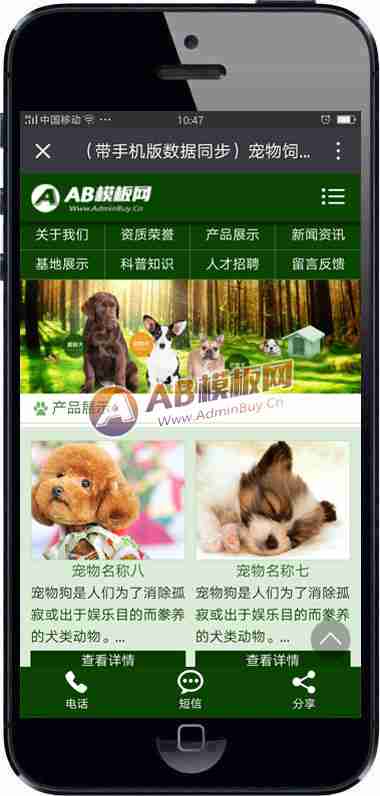 中国移动
10:47
（带手机版数据同步）宠物饲...
AB模板网
Www.AdminBuy.Cn
关于我们 资质荣誉 产品展示 新闻资讯
基地展示 科普知识 人才招聘 留言反馈
AB模板网
Www.AdminBuy.Cn
产品展示
宠物名称八 宠物名称七
宠物狗是人们为了消除孤 宠物狗是人们为了消除孤
寂或出于娱乐目的而豢养 寂或出于娱乐目的而豢养
的犬类动物。... 的犬类动物。...
查看详情 查看详情
电话 短信 分享